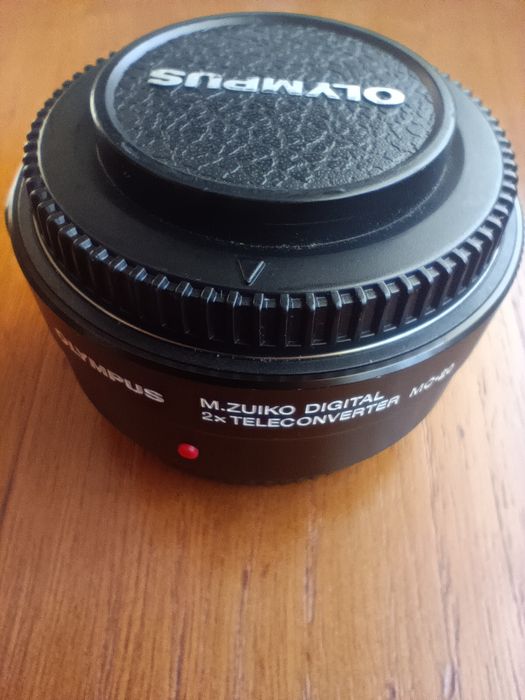 OLYMPUS
OLYMPUS
M.ZUIKO DIGITAL
2x TELECONVERTER MC-20